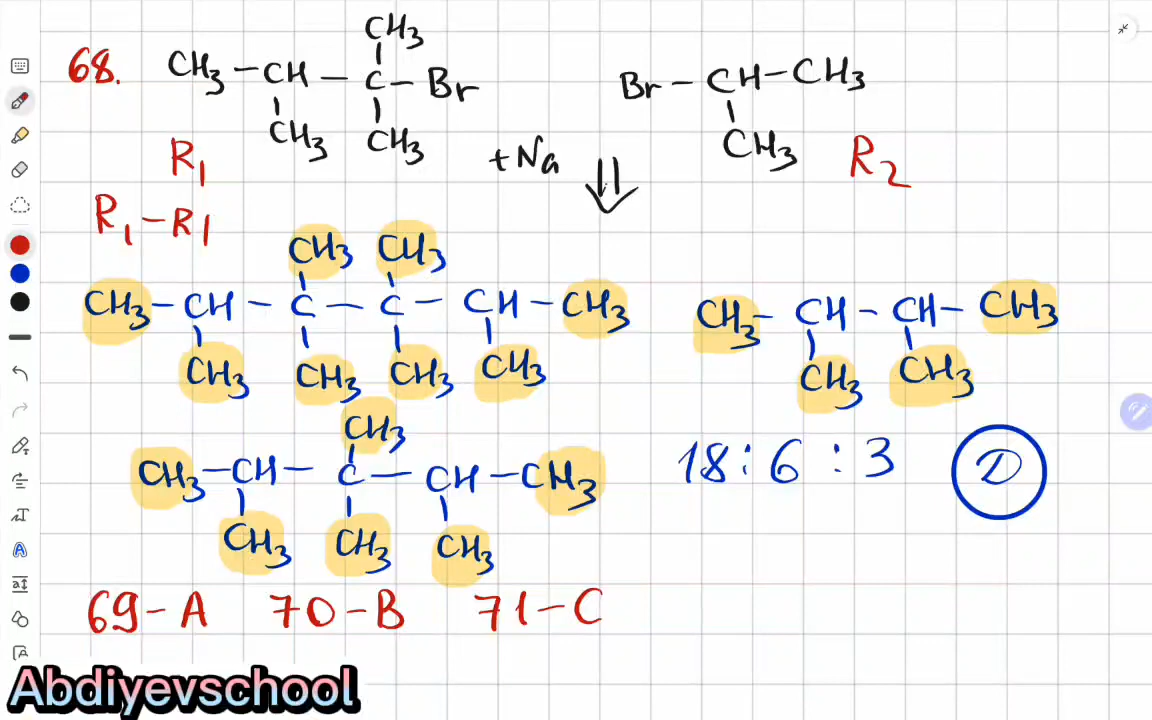 CH3
68. CH3 – CH – C – Br Br – CH – CH3
CH3 CH3 CH3
R1 + Na R2
R1 – R1
CH3 CH3
CH3 – CH – C – C – CH – CH3 CH3 – CH – CH – CH3
CH3 CH3 CH3 CH3 CH3 CH3
CH3
CH3 – CH – C – CH – CH3 18 : 6 : 3 D
CH3 CH3 CH3
69 – A 70 – B 71 – C
Abdiyevschool